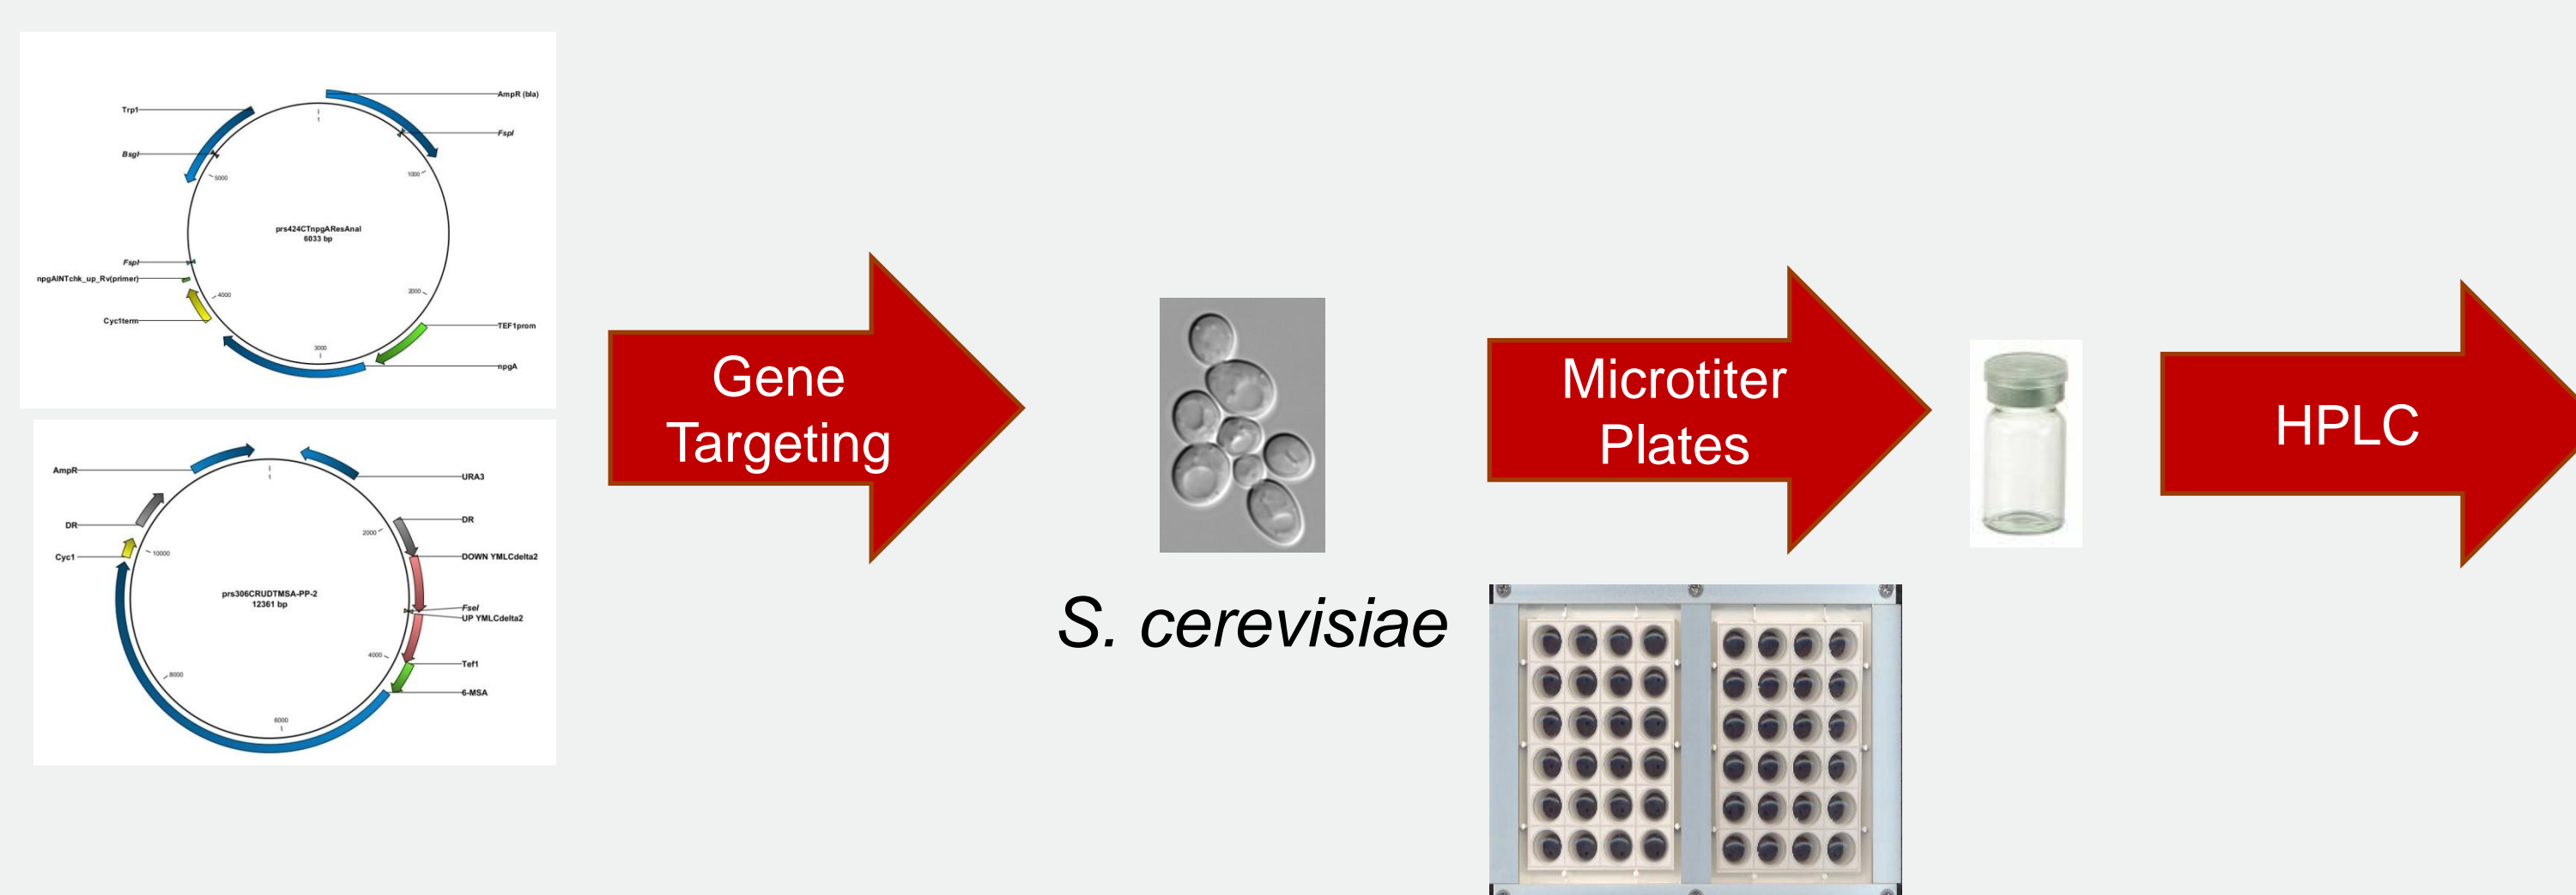 AmpR (bla)
Trp1
FspI
BsgI
1
5000
1000
prs424CTnpgAResAnal
6033 bp
FspI
npgAINTchk_up_Rv(primer)
4000
2000
Cyc1term
TEF1prom
3000
npgA
AmpR
1
URA3
DR
DR
2000
Cyc1
10000
DOWN YMLCdelta2
prs306CRUDTMSA-PP-2
12361 bp
FseI
UP YMLCdelta2
4000
Tef1
8000
6-MSA
6000
Gene
Targeting
S. cerevisiae
Microtiter
Plates
HPLC